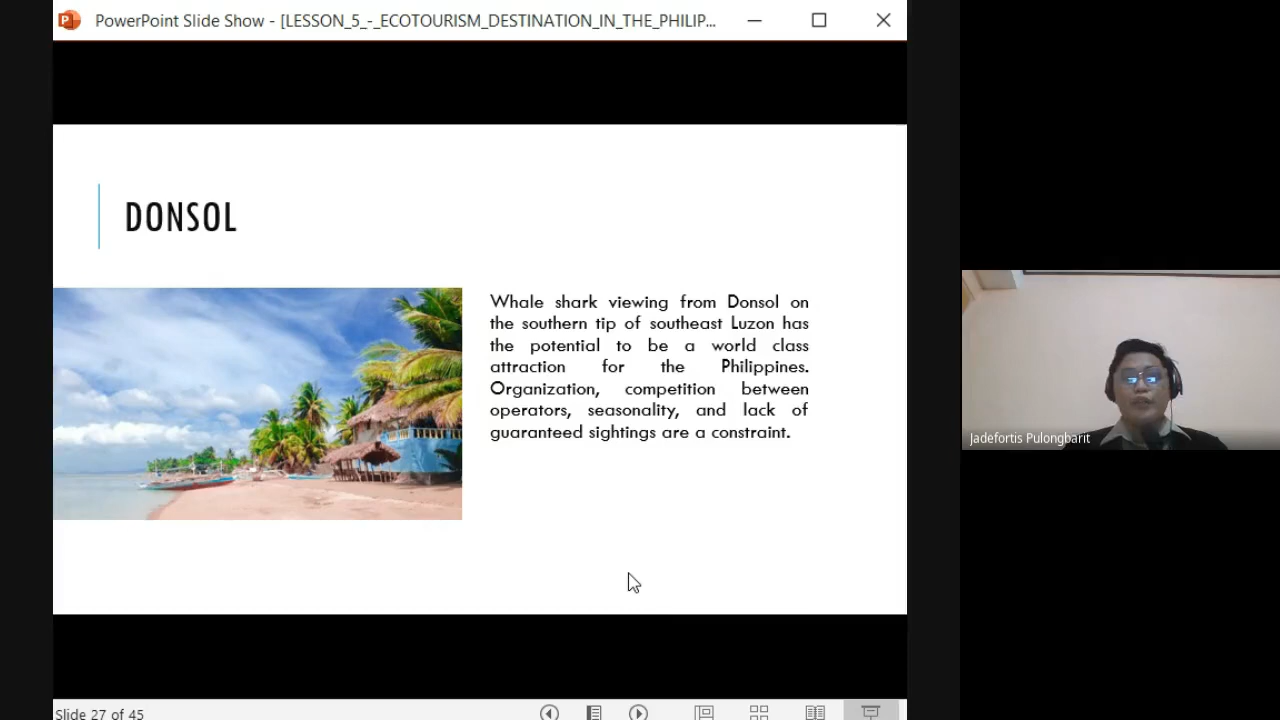 PowerPoint Slide Show - [LESSON_5_-_ECOTOURISM_DESTINATION_IN_THE_PHILIP...
DONSOL
Whale shark viewing from Donsol on
the southern tip of southeast Luzon has
the potential to be a world class
attraction for the Philippines.
Organization, competition between
operators, seasonality, and lack of
guaranteed sightings are a constraint.
Jadefortis Pulongbarit
Slide 27 of 45